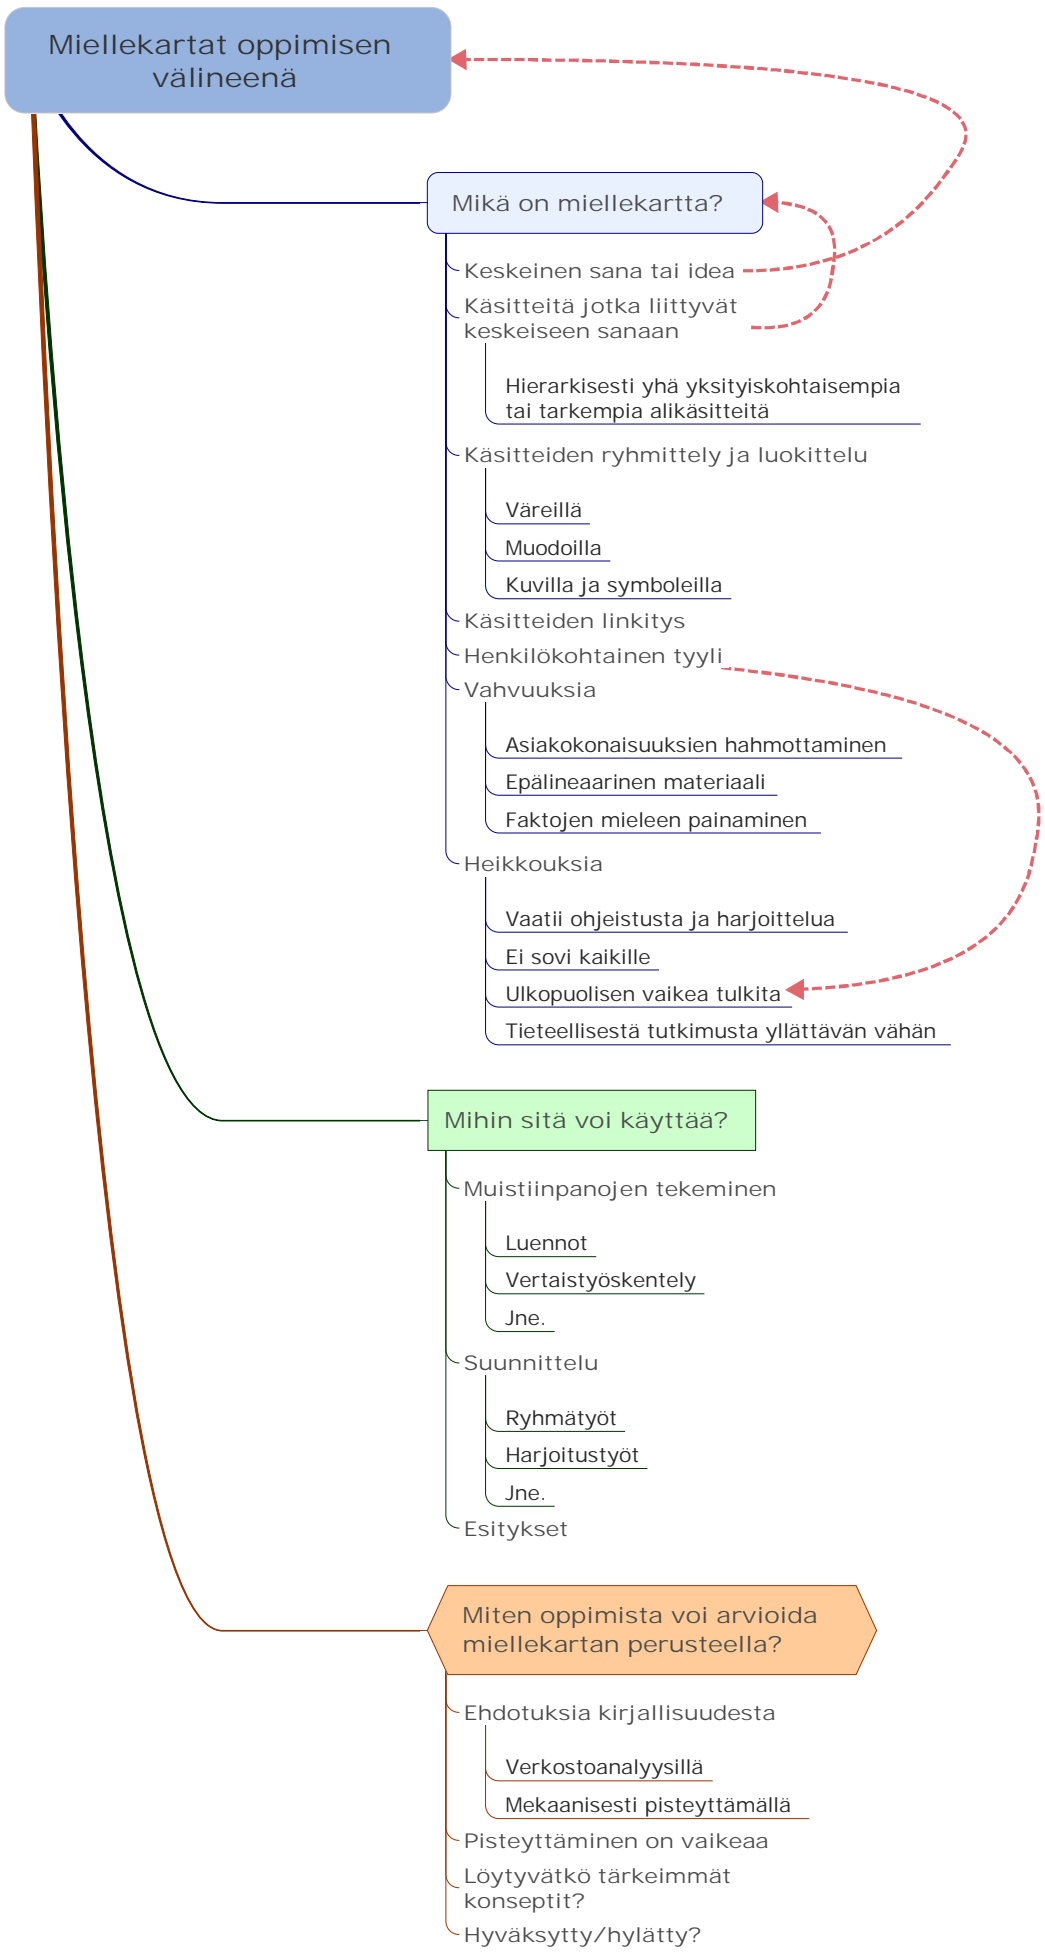 Miellekartat oppimisen
välineenä
Mikä on miellekartta?
Keskeinen sana tai idea
Käsitteitä jotka liittyvät
keskeiseen sanaan
Hierarkisesti yhä yksityiskohtaisempia
tai tarkempia alikäsitteitä
Käsitteiden ryhmittely ja luokittelu
Väreillä
Muodoilla
Kuvilla ja symboleilla
Käsitteiden linkitys
Henkilökohtainen tyyli
Vahvuuksia
Asiakokonaisuuksien hahmottaminen
Epälineaarinen materiaali
Faktojen mieleen painaminen
Heikkouksia
Vaatii ohjeistusta ja harjoittelua
Ei sovi kaikille
Ulkopuolisen vaikea tulkita
Tieteellisestä tutkimusta yllättävän vähän
Mihin sitä voi käyttää?
Muistiinpanojen tekeminen
Luennot
Vertaistyöskentely
Jne.
Suunnittelu
Ryhmätyöt
Harjoitustyöt
Jne.
Esitykset
Miten oppimista voi arvioida
miellekartan perusteella?
Ehdotuksia kirjallisuudesta
Verkostoanalyysillä
Mekaanisesti pisteyttämällä
Pisteyttäminen on vaikeaa
Löytyvätkö tärkeimmät
konseptit?
Hyväksytty/hylätty?